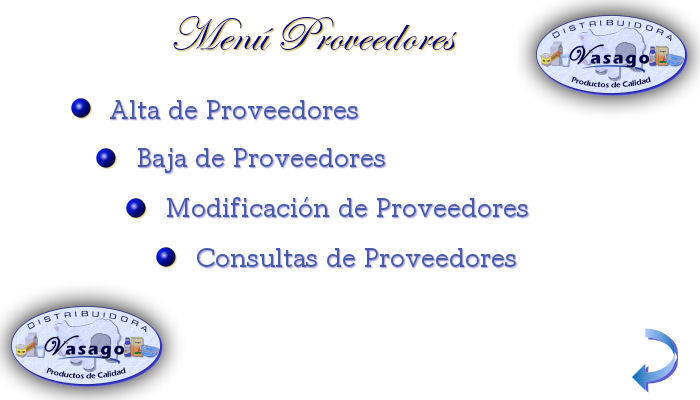 Menú Proveedores
DISTRIBUIDORA
Vasago
Productos de Calidad
Alta de Proveedores
Baja de Proveedores
Modificación de Proveedores
Consultas de Proveedores
DISTRIBUIDORA
Vasago
Productos de Calidad